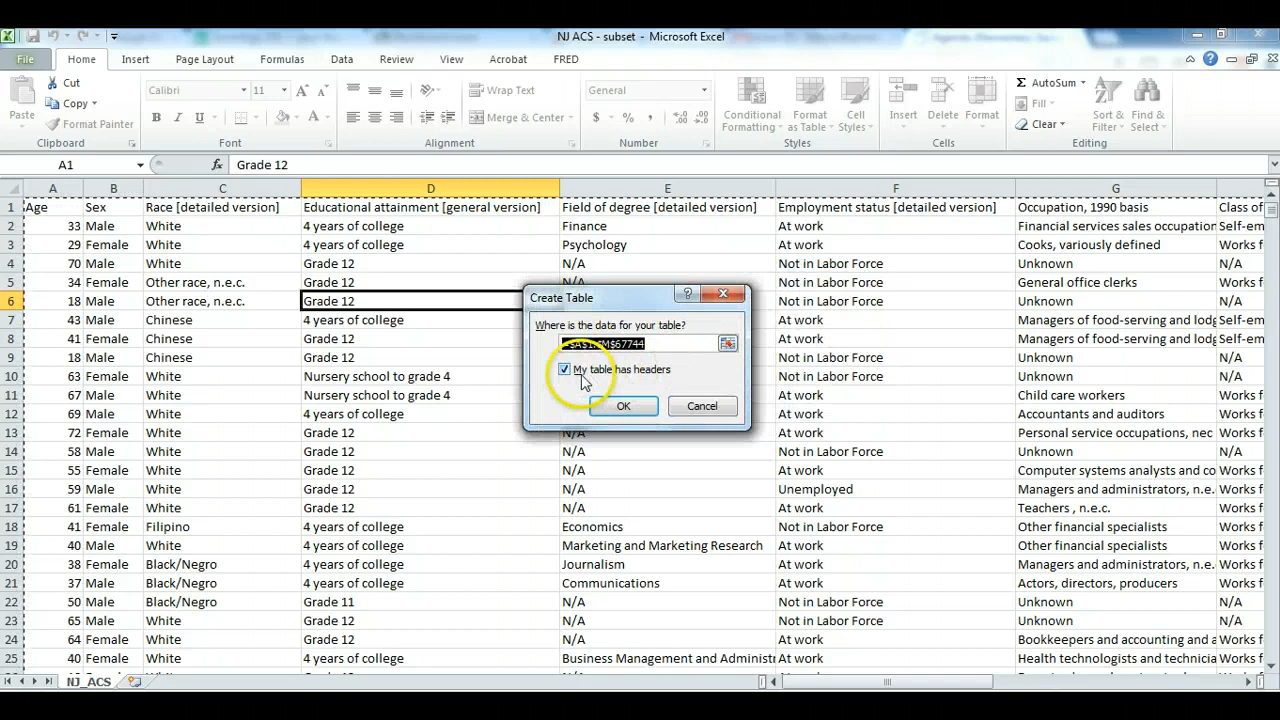 NJ ACS - subset - Microsoft Excel
File Home Insert Page Layout Formulas Data Review View Acrobat FRED
Paste Cut Copy Format Painter Clipboard
Calibri 11 B I U A Font
Wrap Text Merge & Center Alignment
General $ % , Number
Conditional Formatting Format as Table Cell Styles Styles
Insert Delete Format Cells
Σ AutoSum Fill Clear Sort & Filter Find & Select Editing
A1 fx Grade 12
A B C D E F G
1 Age Sex Race [detailed version] Educational attainment [general version] Field of degree [detailed version] Employment status [detailed version] Occupation, 1990 basis Class of
2 33 Male White 4 years of college Finance At work Financial services sales occupation Self-em
3 29 Female White 4 years of college Psychology At work Cooks, variously defined Works f
4 70 Male White Grade 12 N/A Not in Labor Force Unknown N/A
5 34 Female Other race, n.e.c. Grade 12 N/A Not in Labor Force General office clerks Works f
6 18 Male Other race, n.e.c. Grade 12 Not in Labor Force Unknown N/A
7 43 Male Chinese 4 years of college At work Managers of food-serving and lodg Self-em
8 41 Female Chinese Grade 12 At work Managers of food-serving and lodg Works f
9 18 Male Chinese Grade 12 Not in Labor Force Unknown N/A
10 63 Female White Nursery school to grade 4 Not in Labor Force Unknown N/A
11 67 Male White Nursery school to grade 4 At work Child care workers Works f
12 69 Male White 4 years of college At work Accountants and auditors Works f
13 72 Female White Grade 12 N/A At work Personal service occupations, nec Works f
14 58 Male White Grade 12 N/A Not in Labor Force Unknown N/A
15 55 Female White Grade 12 N/A At work Computer systems analysts and co Works f
16 59 Male White Grade 12 N/A Unemployed Managers and administrators, n.e. Works f
17 61 Female White Grade 12 N/A At work Teachers , n.e.c. Works f
18 41 Female Filipino 4 years of college Economics Not in Labor Force Other financial specialists Works f
19 40 Male White 4 years of college Marketing and Marketing Research At work Other financial specialists Works f
20 38 Female Black/Negro 4 years of college Journalism At work Managers and administrators, n.e. Works f
21 37 Male Black/Negro 4 years of college Communications At work Actors, directors, producers Works f
22 50 Male Black/Negro Grade 11 N/A Not in Labor Force Unknown N/A
23 65 Male White Grade 12 N/A Not in Labor Force Unknown N/A
24 64 Female White Grade 12 N/A At work Bookkeepers and accounting and a Works f
25 40 Female White 4 years of college Business Management and Administ At work Health technologists and technicia Works f
Create Table
Where is the data for your table?
=$A$1:$M$67744
My table has headers
OK Cancel
NJ_ACS